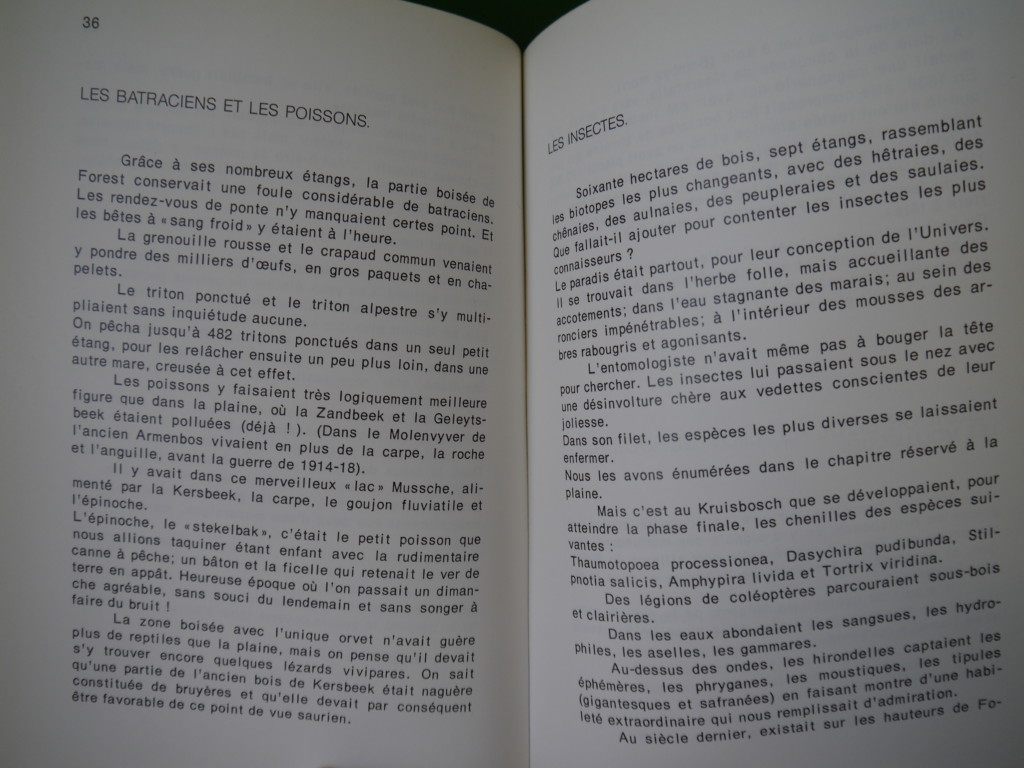 36
LES BATRACIENS ET LES POISSONS.
Grâce à ses nombreux étangs, la partie boisée de
Forest conservait une foule considérable de batraciens.
Les rendez-vous de ponte n'y manquaient certes point. Et
les bêtes à «sang froid» y étaient à l'heure.
La grenouille rousse et le crapaud commun venaient
y pondre des milliers d'œufs, en gros paquets et en cha-
pelets.
Le triton ponctué et le triton alpestre s'y multi-
pliaient sans inquiétude aucune.
On pêcha jusqu'à 482 tritons ponctués dans un seul petit
étang, pour les relâcher ensuite un peu plus loin, dans une
autre mare, creusée à cet effet.
Les poissons y faisaient très logiquement meilleure
figure que dans la plaine, où la Zandbeek et la Geleyts-
beek étaient polluées (déjà !). (Dans le Molenvyver de
l'ancien Armenbos vivaient en plus de la carpe, la roche
et l'anguille, avant la guerre de 1914-18).
Il y avait dans ce merveilleux «lac» Mussche, ali-
menté par la Kersbeek, la carpe, le goujon fluviatile et
l'épinoche.
L'épinoche, le «stekelbak», c'était le petit poisson que
nous allions taquiner étant enfant avec la rudimentaire
canne à pêche; un bâton et la ficelle qui retenait le ver de
terre en appât. Heureuse époque où l'on passait un diman-
che agréable, sans souci du lendemain et sans songer à
faire du bruit !
La zone boisée avec l'unique orvet n'avait guère
plus de reptiles que la plaine, mais on pense qu'il devait
s'y trouver encore quelques lézards vivipares. On sait
qu'une partie de l'ancien bois de Kersbeek était naguère
constituée de bruyères et qu'elle devait par conséquent
être favorable de ce point de vue saurien.
LES INSECTES.
Soixante hectares de bois, sept étangs, rassemblant
les biotopes les plus changeants, avec des hêtraies, des
chênaies, des aulnaies, des peupleraies et des saulaies.
Que fallait-il ajouter pour contenter les insectes les plus
connaisseurs ?
Le paradis était partout, pour leur conception de l'Univers.
Il se trouvait dans l'herbe folle, mais accueillante des
accotements; dans l'eau stagnante des marais; au sein des
ronciers impénétrables; à l'intérieur des mousses des ar-
bres rabougris et agonisants.
L'entomologiste n'avait même pas à bouger la tête
pour chercher. Les insectes lui passaient sous le nez avec
une désinvolture chère aux vedettes conscientes de leur
joliesse.
Dans son filet, les espèces les plus diverses se laissaient
enfermer.
Nous les avons énumérées dans le chapitre réservé à la
plaine.
Mais c'est au Kruisbosch que se développaient, pour
atteindre la phase finale, les chenilles des espèces sui-
vantes :
Thaumotopoea processionea, Dasychira pudibunda, Stil-
pnotia salicis, Amphypira livida et Tortrix viridina.
Des légions de coléoptères parcouraient sous-bois
et clairières.
Dans les eaux abondaient les sangsues, les hydro-
philes, les aselles, les gammares.
Au-dessus des ondes, les hirondelles captaient les
éphémères, les phryganes, les moustiques, les tipules
(gigantesques et safranées) en faisant montre d'une habi-
leté extraordinaire qui nous remplissait d'admiration.
Au siècle dernier, existait sur les hauteurs de Fo-